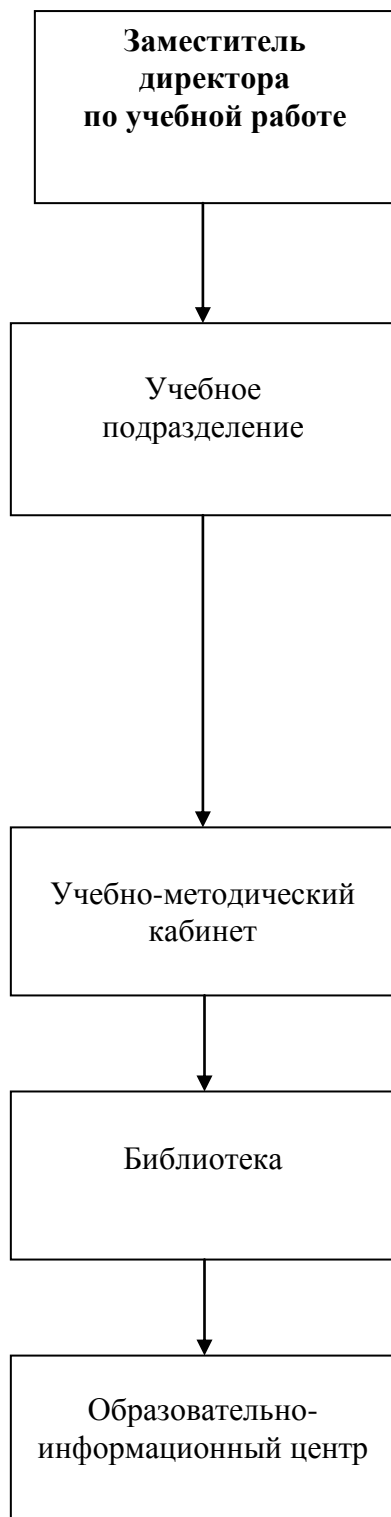 Заместитель
директора
по учебной работе
Учебное
подразделение
Учебно-методический
кабинет
Библиотека
Образовательно-
информационный центр